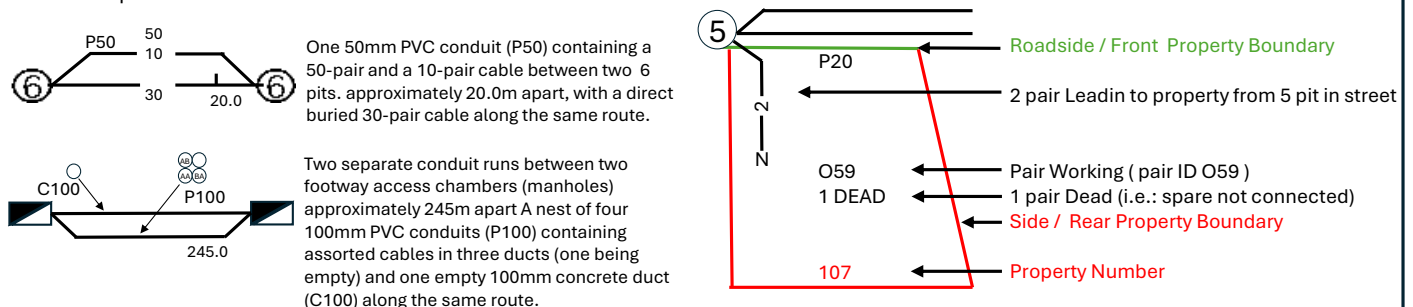 P50
50
10
6
6
30
20.0
One 50mm PVC conduit (P50) containing a
50-pair and a 10-pair cable between two 6
pits. approximately 20.0m apart, with a direct
buried 30-pair cable along the same route.
C100
AB
AA BA
P100
245.0
Two separate conduit runs between two
footway access chambers (manholes)
approximately 245m apart A nest of four
100mm PVC conduits (P100) containing
assorted cables in three ducts (one being
empty) and one empty 100mm concrete duct
(C100) along the same route.
5
Roadside / Front Property Boundary
P20
2
2 pair Leadin to property from 5 pit in street
N
O59
Pair Working ( pair ID O59 )
1 DEAD
1 pair Dead (i.e.: spare not connected)
Side / Rear Property Boundary
107
Property Number